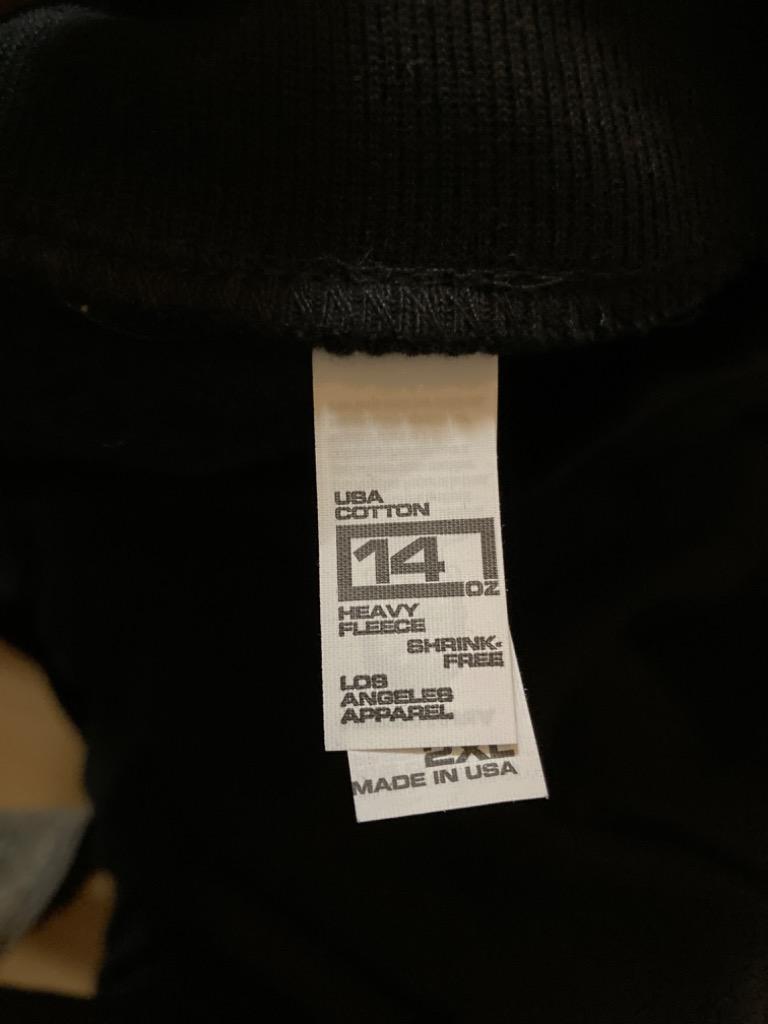 USA
COTTON
14
OZ
HEAVY
FLEECE
SHRINK-
FREE
LOS
ANGELES
APPAREL
2XL
MADE IN USA